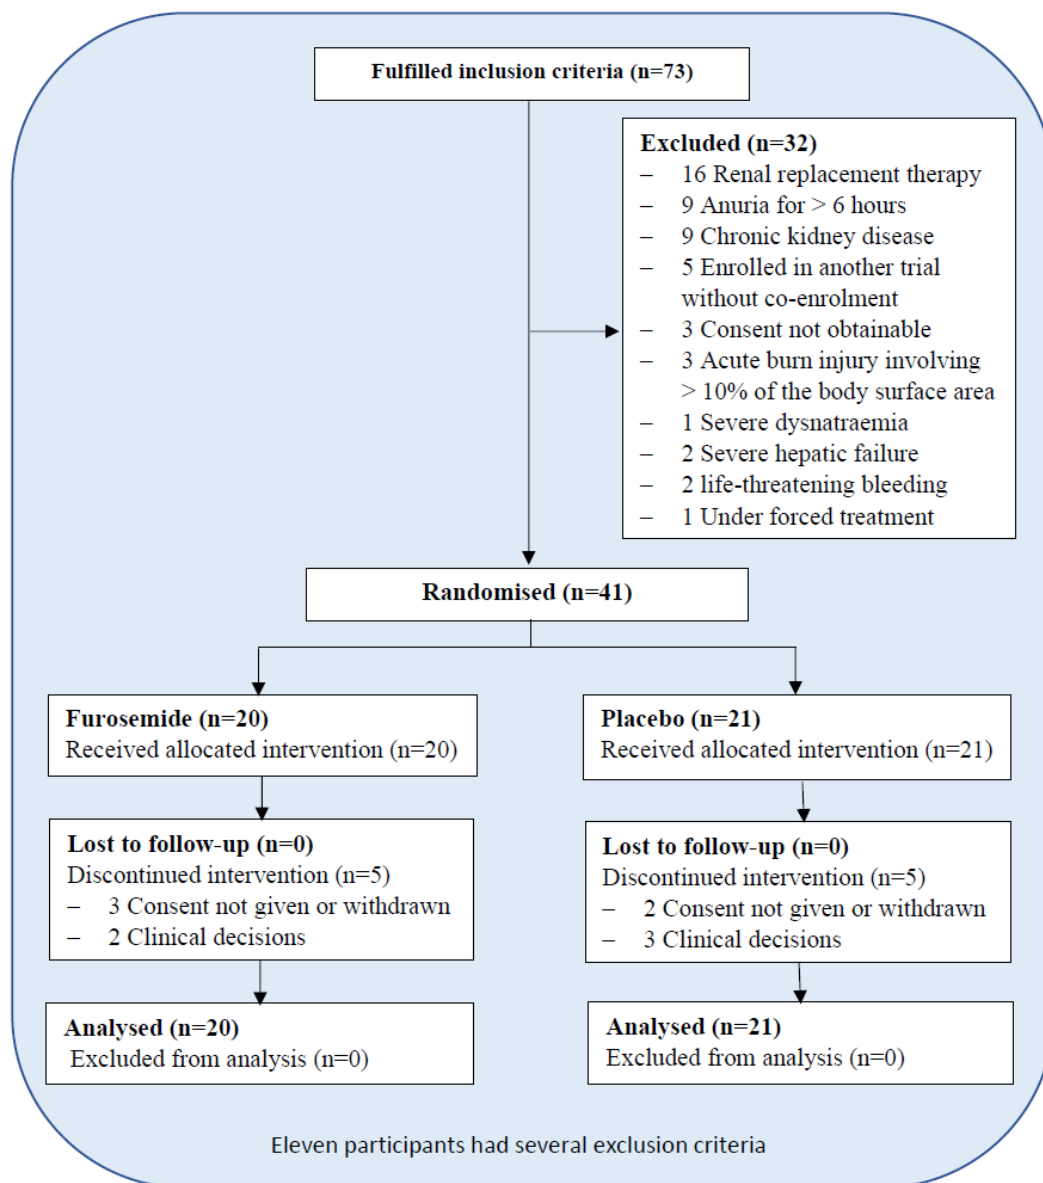 Fulfilled inclusion criteria (n=73)
Excluded (n=32)
– 16 Renal replacement therapy
– 9 Anuria for > 6 hours
– 9 Chronic kidney disease
– 5 Enrolled in another trial
without co-enrolment
– 3 Consent not obtainable
– 3 Acute burn injury involving
> 10% of the body surface area
– 1 Severe dysnatraemia
– 2 Severe hepatic failure
– 2 life-threatening bleeding
– 1 Under forced treatment
Randomised (n=41)
Furosemide (n=20)
Received allocated intervention (n=20)
Placebo (n=21)
Received allocated intervention (n=21)
Lost to follow-up (n=0)
Discontinued intervention (n=5)
– 3 Consent not given or withdrawn
– 2 Clinical decisions
Lost to follow-up (n=0)
Discontinued intervention (n=5)
– 2 Consent not given or withdrawn
– 3 Clinical decisions
Analysed (n=20)
Excluded from analysis (n=0)
Analysed (n=21)
Excluded from analysis (n=0)
Eleven participants had several exclusion criteria